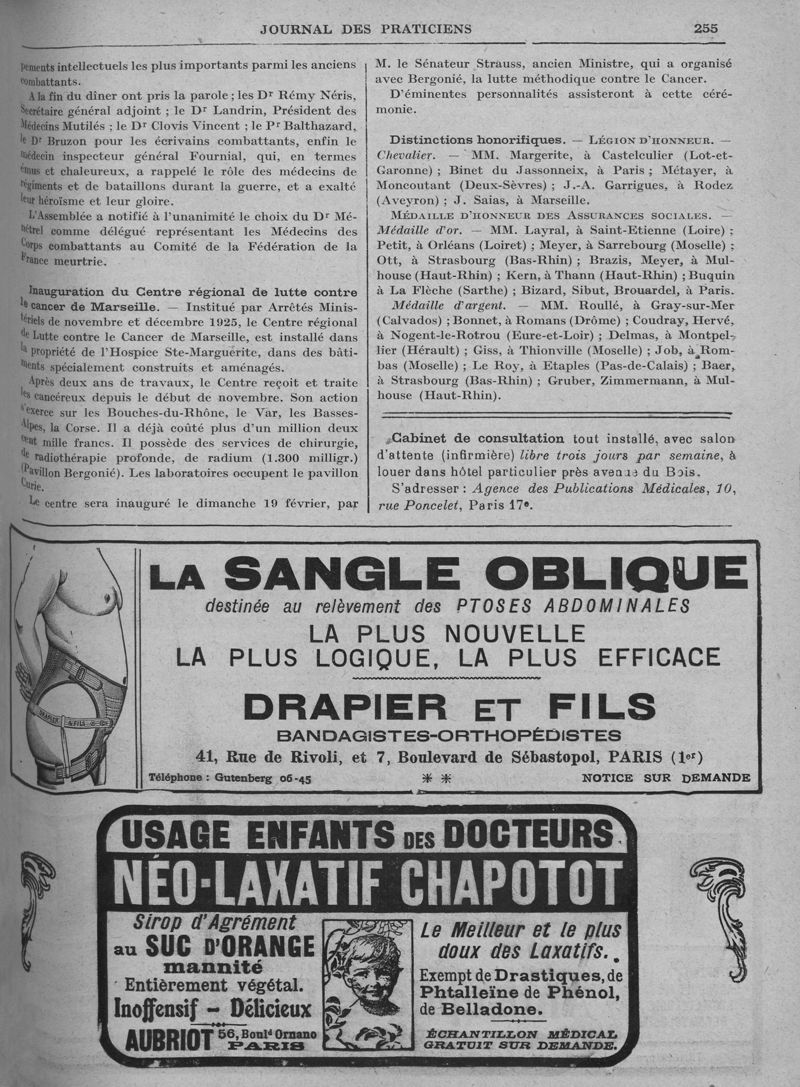 JOURNAL DES PRATICIENS 255
pements intellectuels les plus importants parmi les anciens
combattants.
A la fin du dîner ont pris la parole ; les Dr Rémy Néris,
Secrétaire général adjoint ; le Dr Landrin, Président des
Médecins Mutilés ; le Dr Clovis Vincent ; le Pr Balthazard,
le Dr Bruzon pour les écrivains combattants, enfin le
médecin inspecteur général Fournial, qui, en termes
émus et chaleureux, a rappelé le rôle des médecins de
régiments et de bataillons durant la guerre, et a exalté
leur héroïsme et leur gloire.
L'Assemblée a notifié à l'unanimité le choix du Dr Mé-
nétrel comme délégué représentant les Médecins des
Corps combattants au Comité de la Fédération de la
France meurtrie.
Inauguration du Centre régional de lutte contre
le cancer de Marseille. — Institué par Arrêtés Minis-
tériels de novembre et décembre 1925, le Centre régional
de Lutte contre le Cancer de Marseille, est installé dans
la propriété de l'Hospice Ste-Marguérite, dans des bâti-
ments spécialement construits et aménagés.
Après deux ans de travaux, le Centre reçoit et traite
les cancéreux depuis le début de novembre. Son action
s'exerce sur les Bouches-du-Rhône, le Var, les Basses-
Alpes, la Corse. Il a déjà coûté plus d'un million deux
cent mille francs. Il possède des services de chirurgie,
de radiothérapie profonde, de radium (1.300 milligr.)
(Pavillon Bergonié). Les laboratoires occupent le pavillon
Curie.
Le centre sera inauguré le dimanche 19 février, par
M. le Sénateur Strauss, ancien Ministre, qui a organisé
avec Bergonié, la lutte méthodique contre le Cancer.
D'éminentes personnalités assisteront à cette céré-
monie.
Distinctions honorifiques. — LÉGION D'HONNEUR. —
Chevalier. — MM. Margerite, à Castelculier (Lot-et-
Garonne) ; Binet du Jassonneix, à Paris ; Métayer, à
Moncoutant (Deux-Sèvres) ; J.-A. Garrigues, à Rodez
(Aveyron) ; J. Saias, à Marseille.
MÉDAILLE D'HONNEUR DES ASSURANCES SOCIALES. —
Médaille d'or. — MM. Layral, à Saint-Etienne (Loire) ;
Petit, à Orléans (Loiret) ; Meyer, à Sarrebourg (Moselle) ;
Ott, à Strasbourg (Bas-Rhin) ; Brazis, Meyer, à Mul-
house (Haut-Rhin) ; Kern, à Thann (Haut-Rhin) ; Buquin
à La Flèche (Sarthe) ; Bizard, Sibut, Brouardel, à Paris.
Médaille d'argent. — MM. Roullé, à Gray-sur-Mer
(Calvados) ; Bonnet, à Romans (Drôme) ; Coudray, Hervé,
à Nogent-le-Rotrou (Eure-et-Loir) ; Delmas, à Montpel-
lier (Hérault) ; Giss, à Thionville (Moselle) ; Job, à Rom-
bas (Moselle) ; Le Roy, à Etaples (Pas-de-Calais) ; Baer,
à Strasbourg (Bas-Rhin) ; Gruber, Zimmermann, à Mul-
house (Haut-Rhin).
Cabinet de consultation tout installé, avec salon
d'attente (infirmière) libre trois jours par semaine, à
louer dans hôtel particulier près avenue du Bois.
S'adresser : Agence des Publications Médicales, 10,
rue Poncelet, Paris 17e.
DRAPIER & FILS
LA SANGLE OBLIQUE
destinée au relèvement des PTOSES ABDOMINALES
LA PLUS NOUVELLE
LA PLUS LOGIQUE, LA PLUS EFFICACE
DRAPIER ET FILS
BANDAGISTES-ORTHOPÉDISTES
41, Rue de Rivoli, et 7, Boulevard de Sébastopol, PARIS (1er)
Téléphone : Gutenberg 06-45 * * NOTICE SUR DEMANDE
USAGE ENFANTS DES DOCTEURS
NÉO-LAXATIF CHAPOTOT
Sirop d'Agrément
au SUC D'ORANGE
mannité
Entièrement végétal.
Inoffensif - Délicieux
AUBRIOT 56, Bould Ornano
PARIS
Le Meilleur et le plus
doux des Laxatifs.
Exempt de Drastiques, de
Phtalleïne de Phénol,
de Belladone.
ÉCHANTILLON MÉDICAL
GRATUIT SUR DEMANDE.